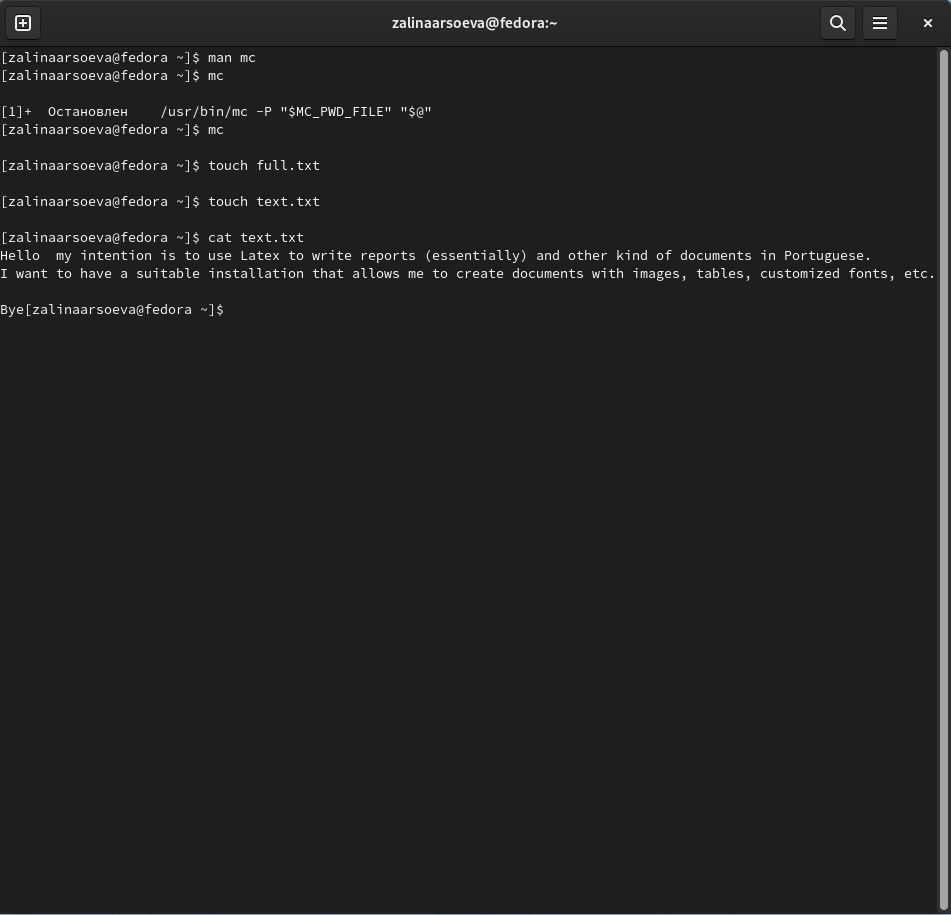 zalinaarsoeva@fedora:~
[zalinaarsoeva@fedora ~]$ man mc
[zalinaarsoeva@fedora ~]$ mc
[1]+  Остановлен    /usr/bin/mc -P "$MC_PWD_FILE" "$@"
[zalinaarsoeva@fedora ~]$ mc
[zalinaarsoeva@fedora ~]$ touch full.txt
[zalinaarsoeva@fedora ~]$ touch text.txt
[zalinaarsoeva@fedora ~]$ cat text.txt
Hello  my intention is to use Latex to write reports (essentially) and other kind of documents in Portuguese.
I want to have a suitable installation that allows me to create documents with images, tables, customized fonts, etc.
Bye[zalinaarsoeva@fedora ~]$